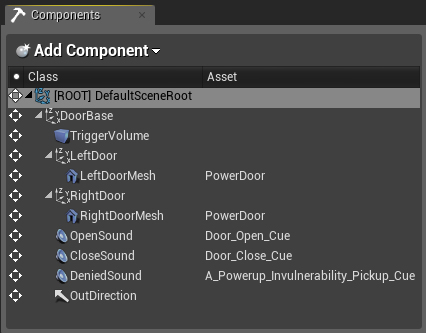 Components
Add Component
Class Asset
[ROOT] DefaultSceneRoot
DoorBase
TriggerVolume
LeftDoor
LeftDoorMesh PowerDoor
RightDoor
RightDoorMesh PowerDoor
OpenSound Door_Open_Cue
CloseSound Door_Close_Cue
DeniedSound A_Powerup_Invulnerability_Pickup_Cue
OutDirection